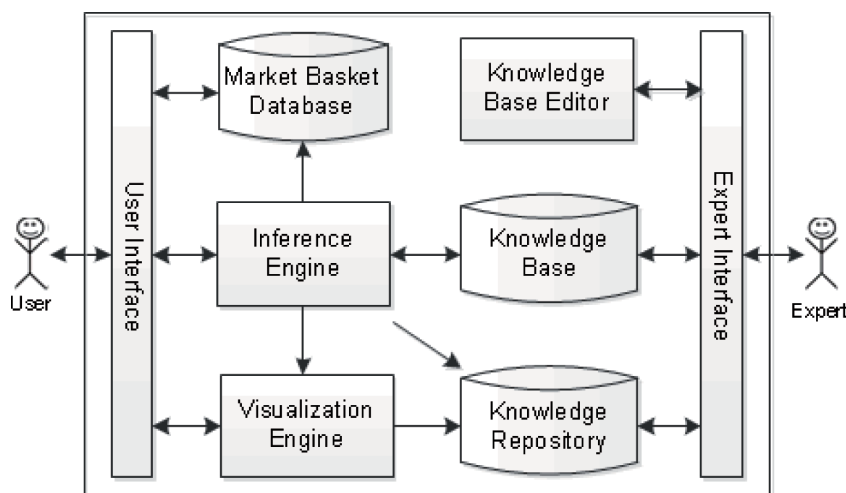 Market Basket
Database
Knowledge
Base Editor
User Interface
Expert Interface
Inference
Engine
Knowledge
Base
User
Expert
Visualization
Engine
Knowledge
Repository